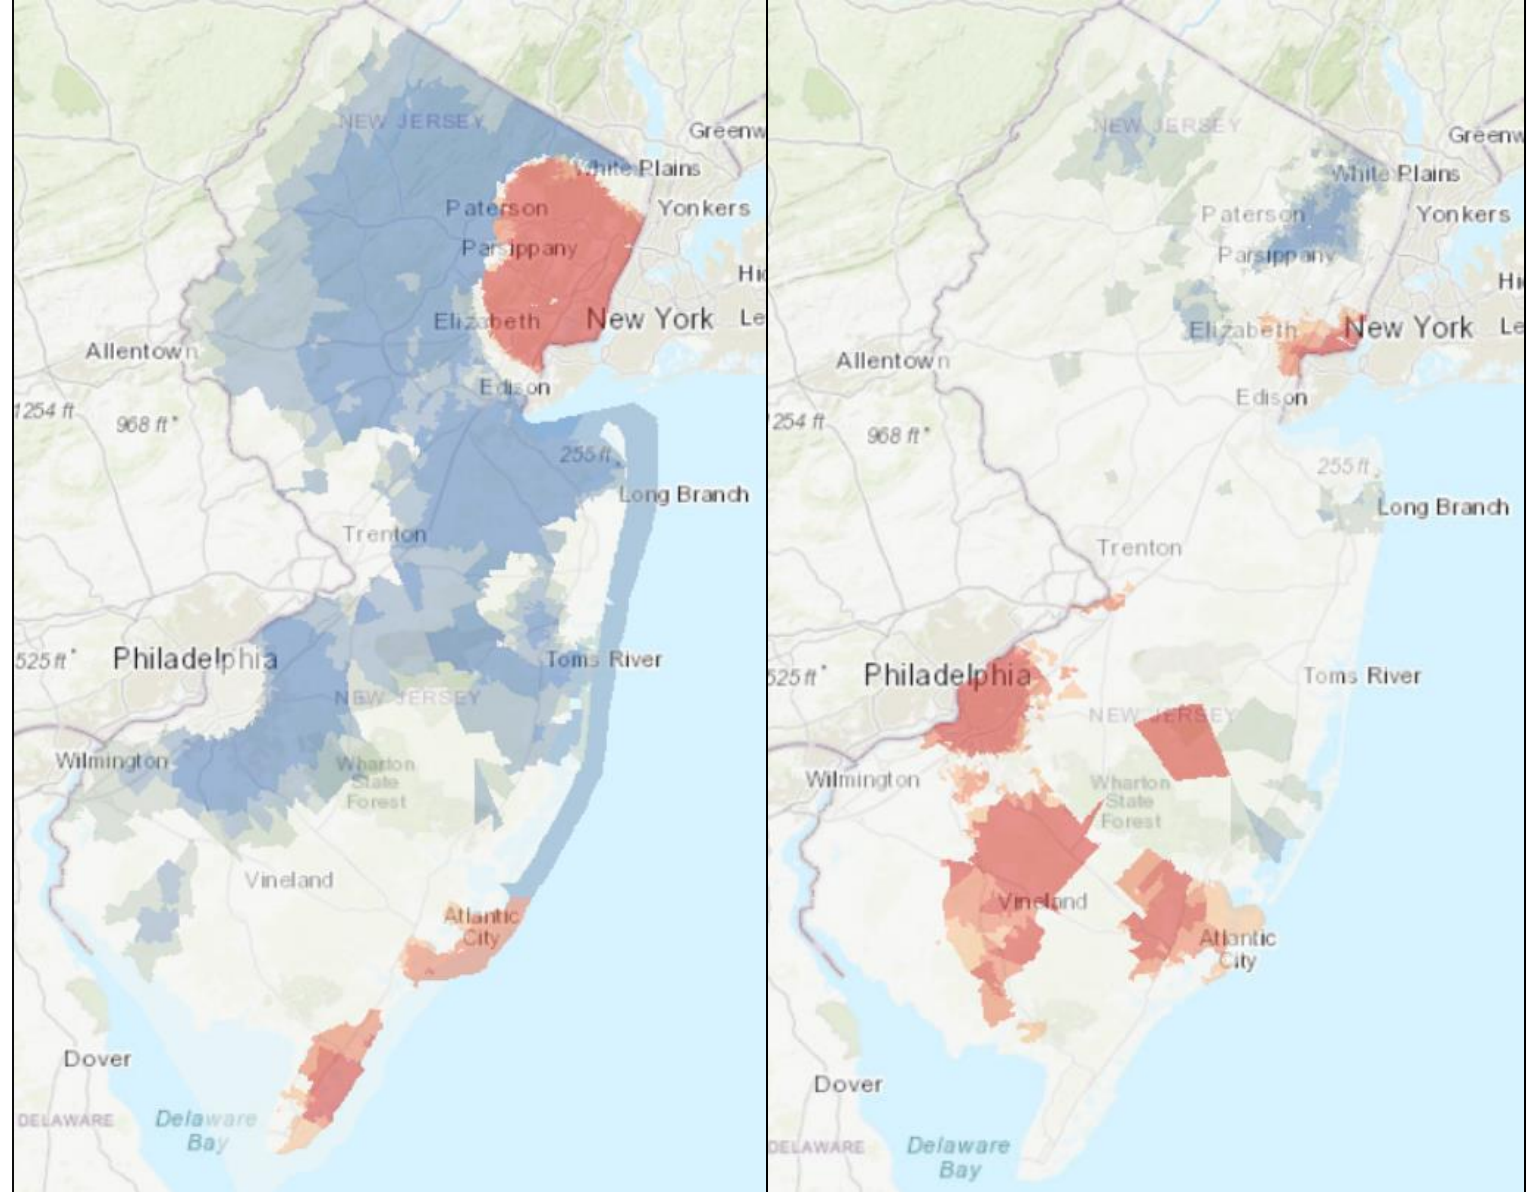 NEW JERSEY
Greenw
White Plains
Paterson
Yonkers
Parsippany
Hi
Elizabeth
New York
Le
Allentown
Edison
1254 ft
968 ft
255 ft
Long Branch
Trenton
525 ft
Philadelphia
Toms River
NEW JERSEY
Wilmington
Wharton
State
Forest
Vineland
Atlantic
City
Dover
DELAWARE
Delaware
Bay
NEW JERSEY
Greenw
White Plains
Paterson
Yonkers
Parsippany
Hi
Elizabeth
New York
Le
Allentown
Edison
254 ft
968 ft
255 ft
Long Branch
Trenton
525 ft
Philadelphia
Toms River
NEW JERSEY
Wilmington
Wharton
State
Forest
Vineland
Atlantic
City
Dover
DELAWARE
Delaware
Bay